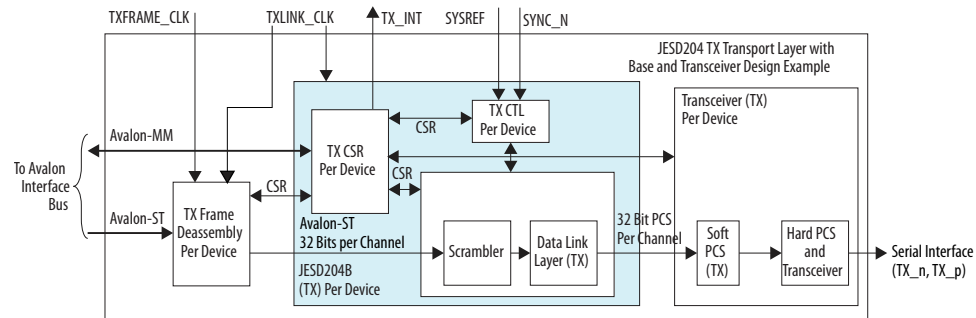 TXFRAME_CLK
TXLINK_CLK
TX_INT
SYSREF
SYNC_N
JESD204 TX Transport Layer with
Base and Transceiver Design Example
Transceiver (TX)
Per Device
TX CTL
Per Device
CSR
Avalon-MM
TX CSR
Per Device
To Avalon
Interface
Bus
CSR
CSR
Avalon-ST
TX Frame
Deassembly
Per Device
Avalon-ST
32 Bits per Channel
32 Bit PCS
Per Channel
Scrambler
Data Link
Layer (TX)
Soft
PCS
(TX)
Hard PCS
and
Transceiver
Serial Interface
(TX_n, TX_p)
JESD204B
(TX) Per Device